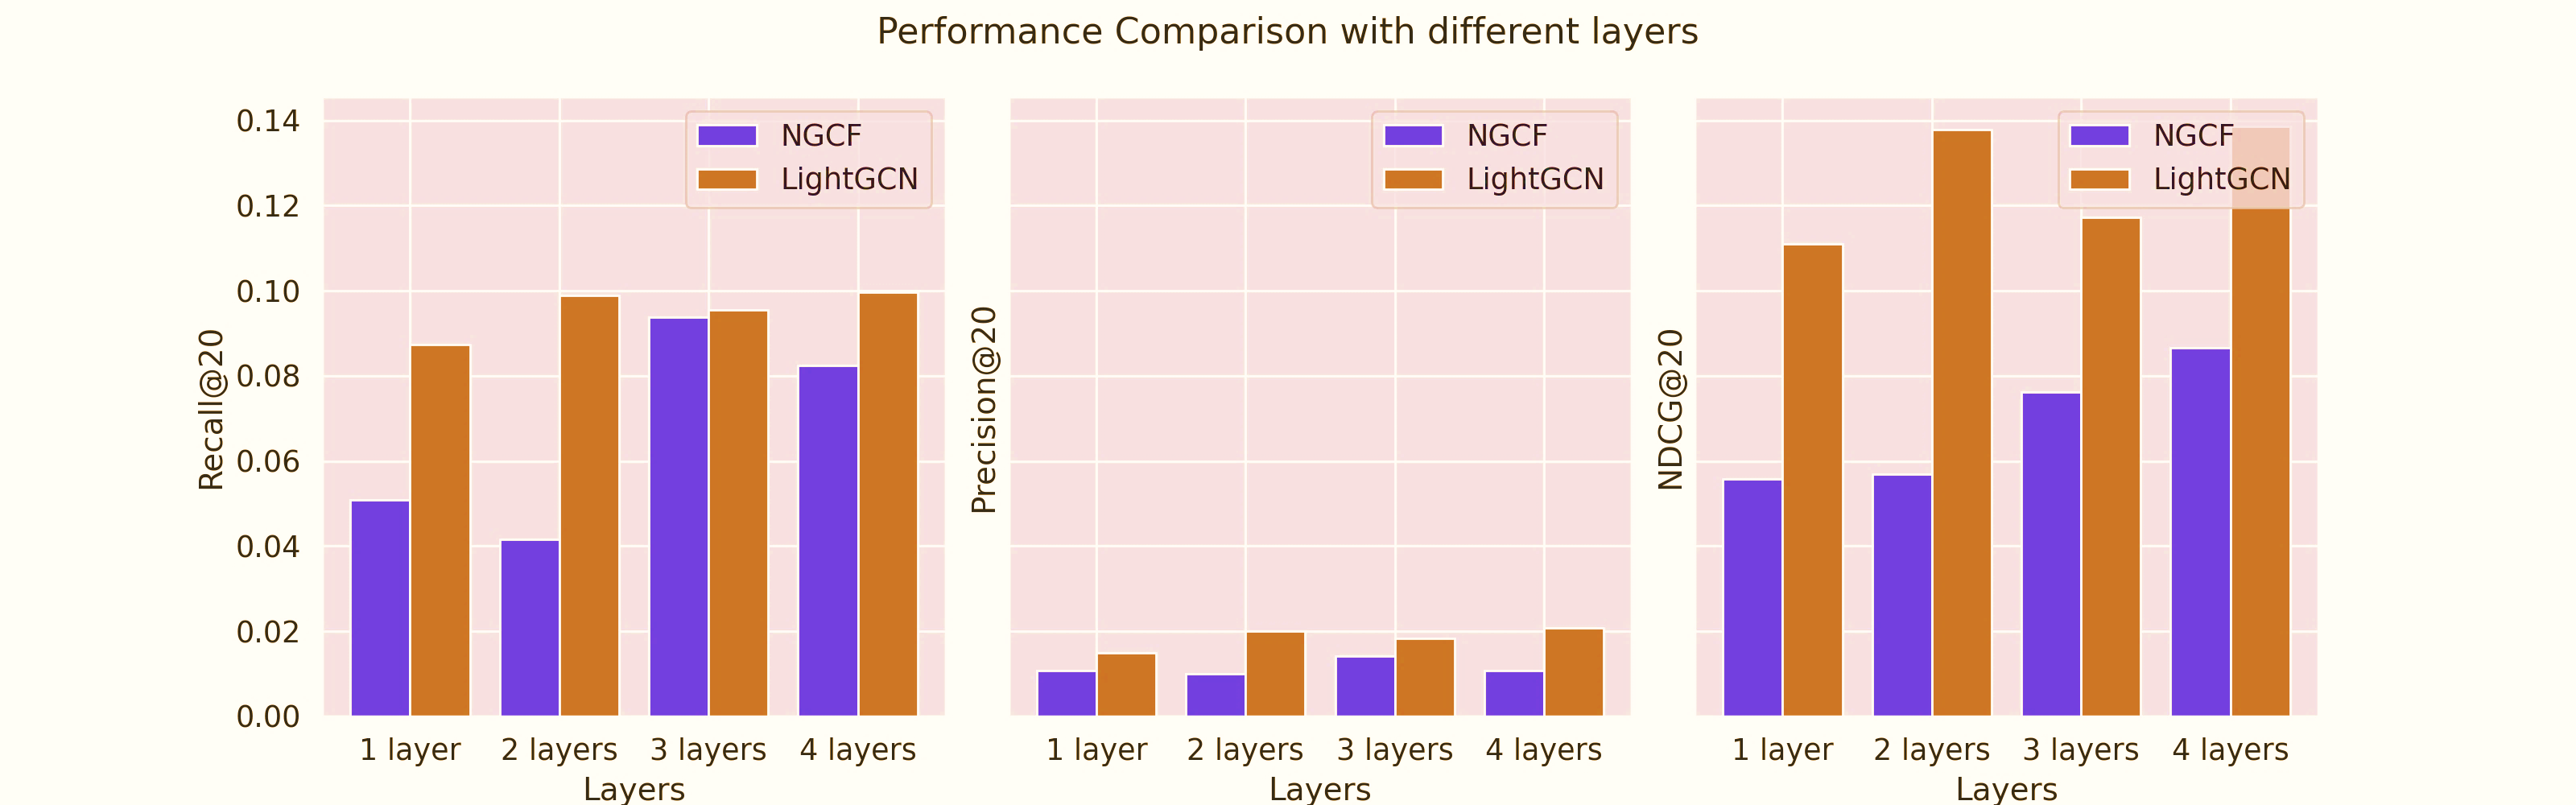 Performance Comparison with different layers
Recall@20
0.14
0.12
0.10
0.08
0.06
0.04
0.02
0.00
NGCF
LightGCN
1 layer 2 layers 3 layers 4 layers
Layers
Precision@20
NGCF
LightGCN
1 layer 2 layers 3 layers 4 layers
Layers
NDCG@20
NGCF
LightGCN
1 layer 2 layers 3 layers 4 layers
Layers